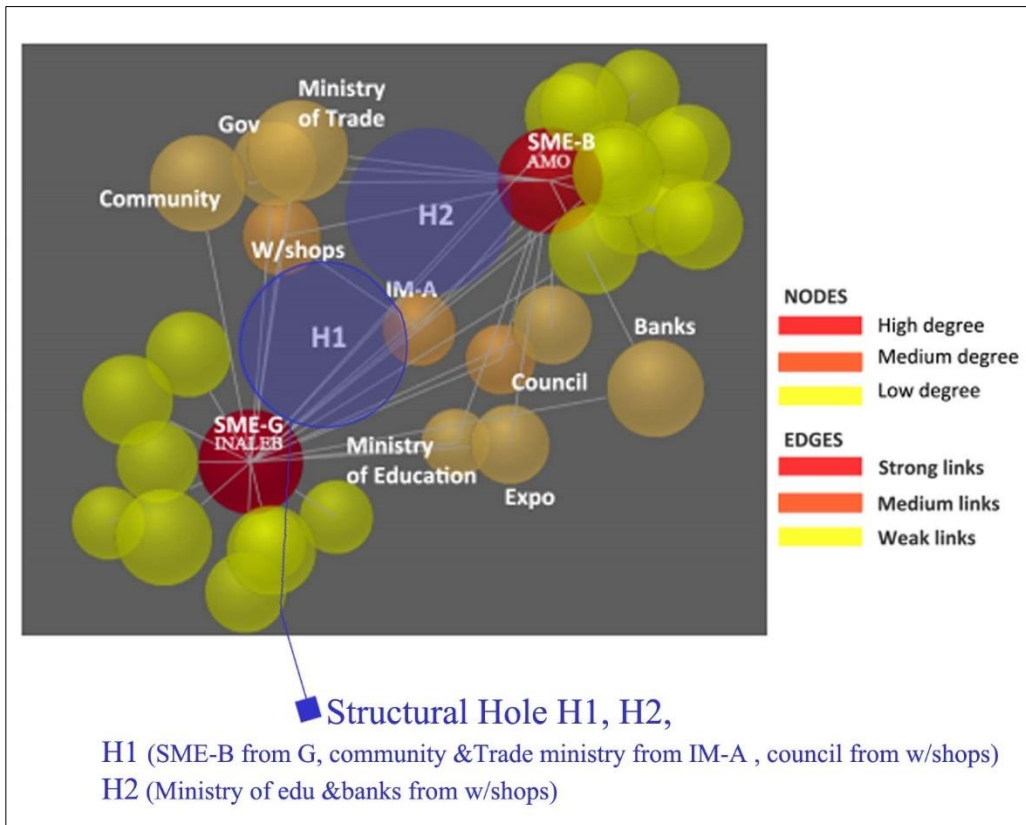 Ministry
of Trade
Gov
SME-B
AMO
Community
H2
W/shops
IM-A
H1
Banks
Council
SME-G
INALEB
Ministry
of Education
Expo
NODES
High degree
Medium degree
Low degree
EDGES
Strong links
Medium links
Weak links
Structural Hole H1, H2,
H1 (SME-B from G, community &Trade ministry from IM-A , council from w/shops)
H2 (Ministry of edu &banks from w/shops)